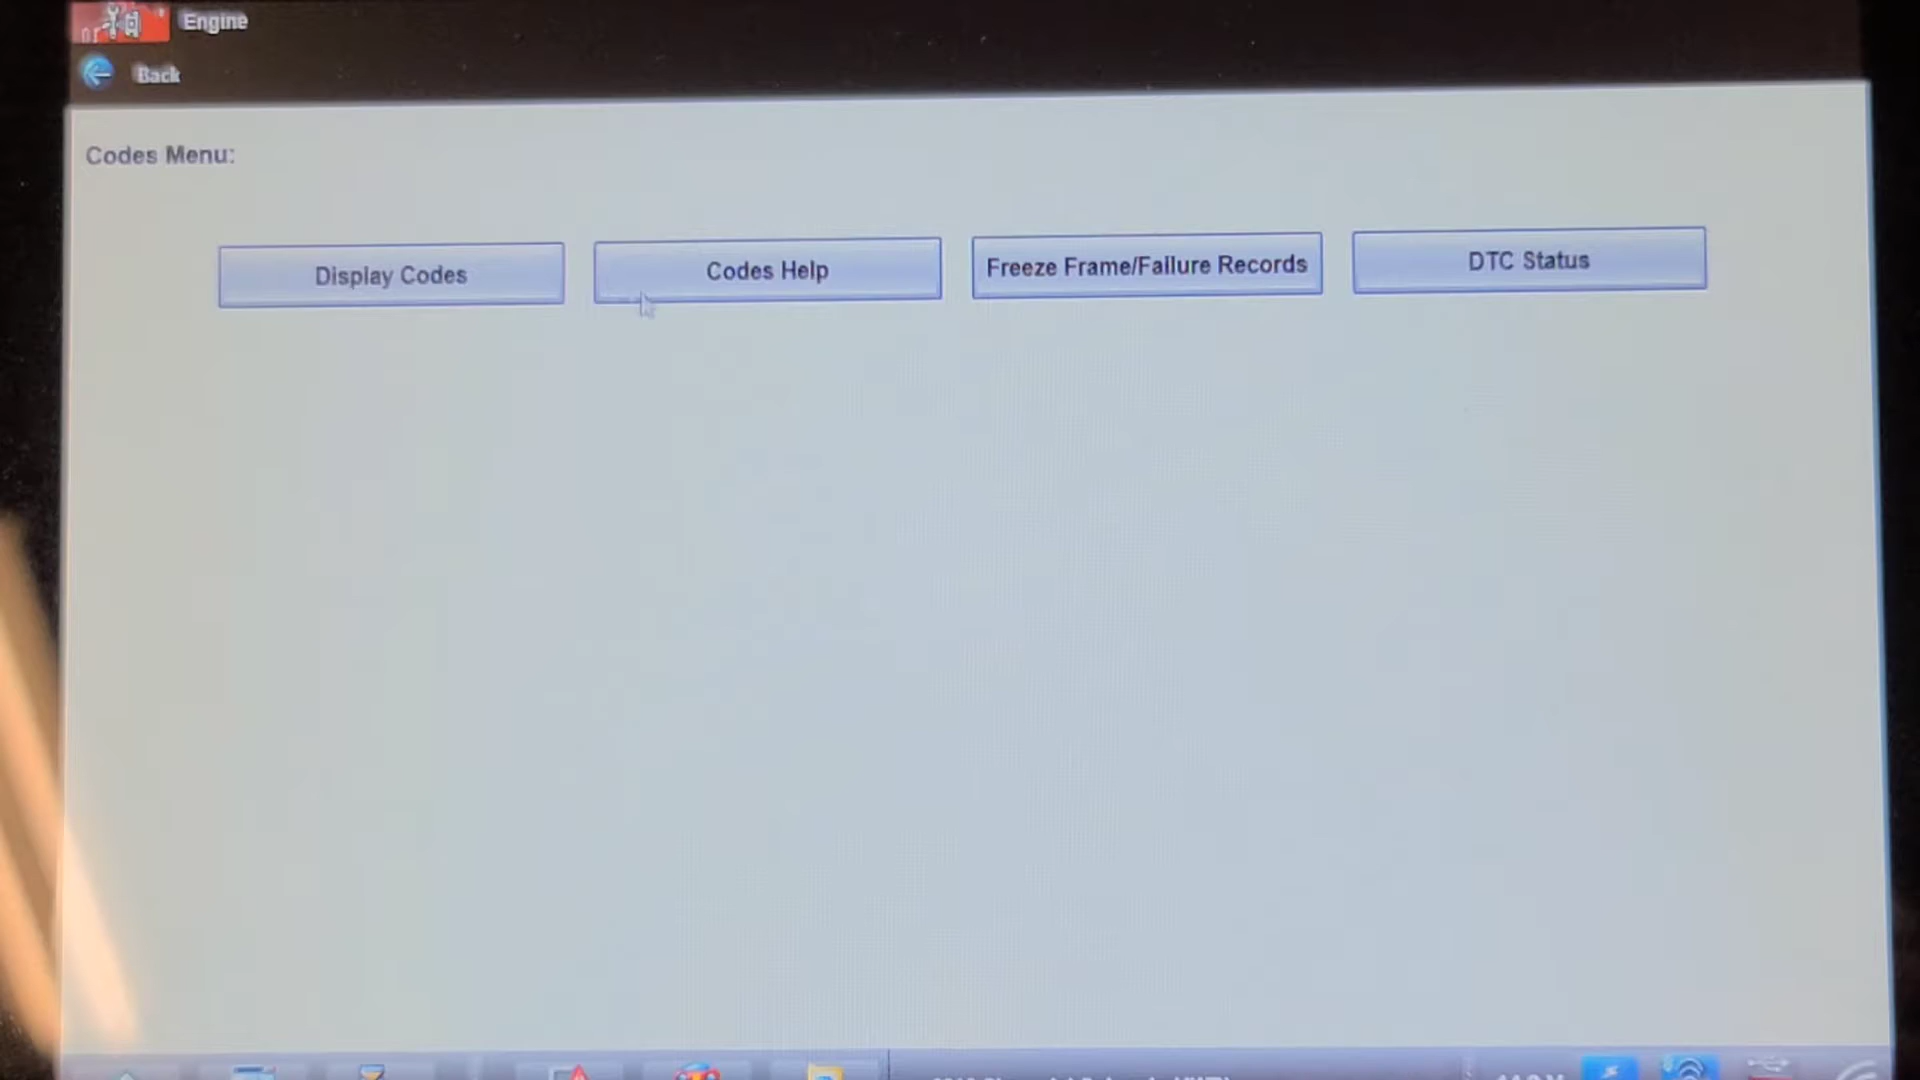 Engine
Back
Codes Menu:
Display Codes
Codes Help
Freeze Frame/Failure Records
DTC Status